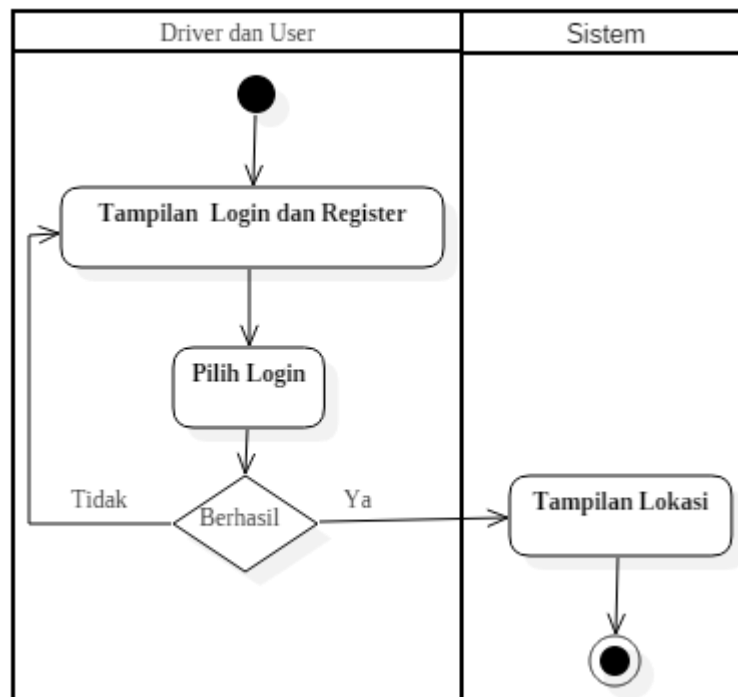 Driver dan User
Sistem
Tampilan Login dan Register
Pilih Login
Tidak
Berhasil
Ya
Tampilan Lokasi